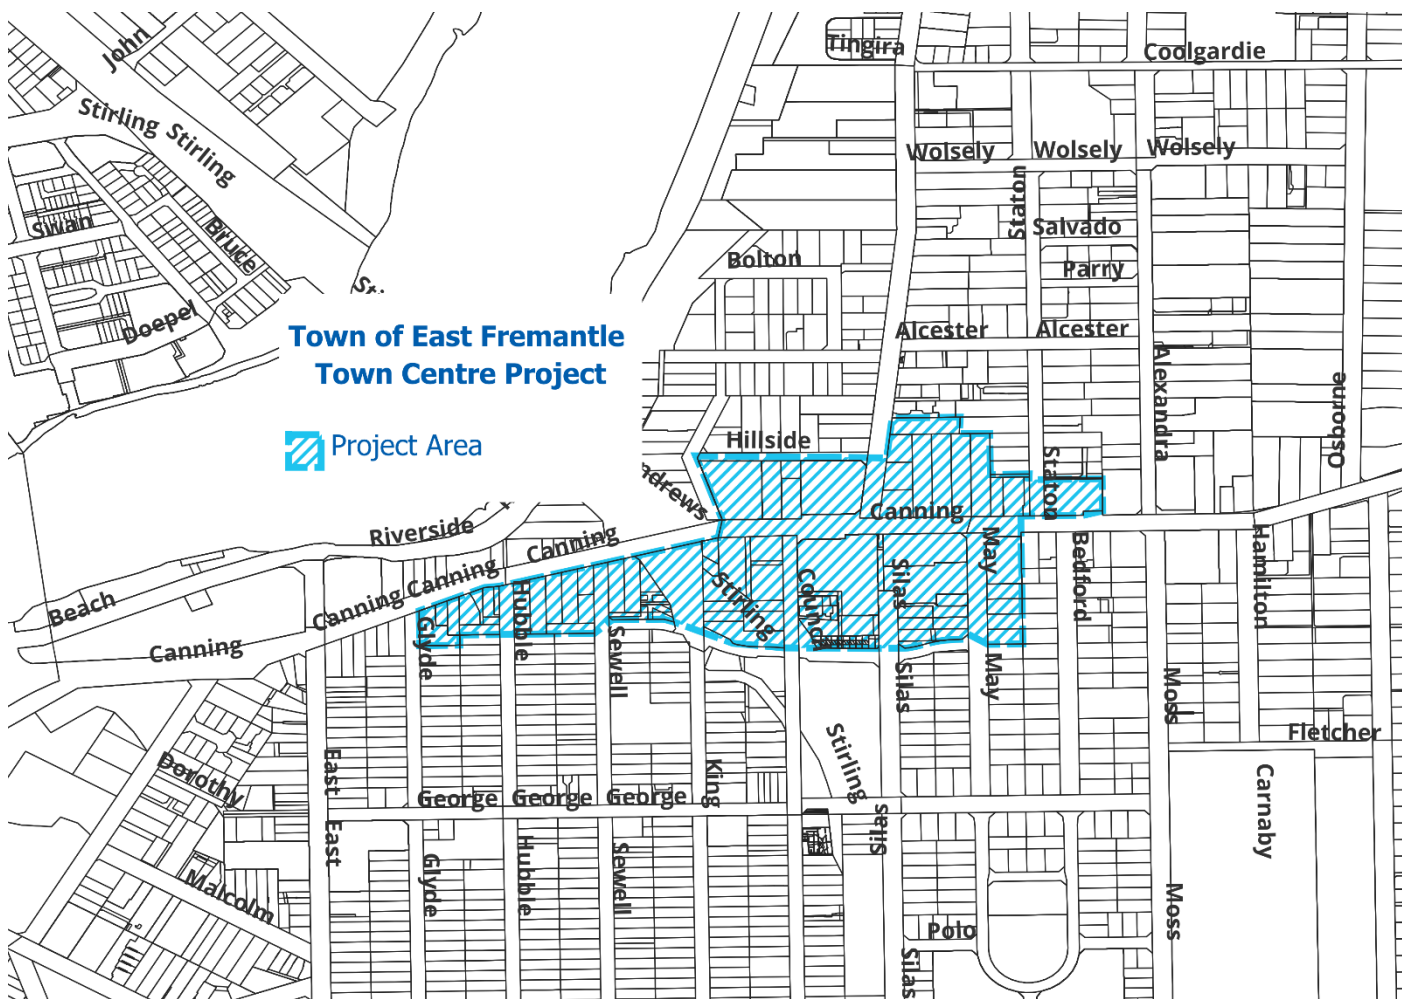 John
Tingira
Coolgardie
Stirling
Stirling
Wolsely
Wolsely
Wolsely
Staton
Swan
Bruce
Salvado
Bolton
Parry
Doepel
Town of East Fremantle
Town Centre Project
Alcester
Alcester
Alexandra
Osborne
Project Area
Hillside
Staton
Canning
Riverside
Canning
Canning
Canning
Canning
Beach
Glyde
Hubble
Sewell
Stirling
County
Silas
May
Bedford
Hamilton
Silas
May
Moss
Fletcher
Dorothy
East
George
George
George
King
Stirling
Silas
Carnaby
East
Glyde
Hubble
Sewell
Malcolm
Moss
Polo
Silas